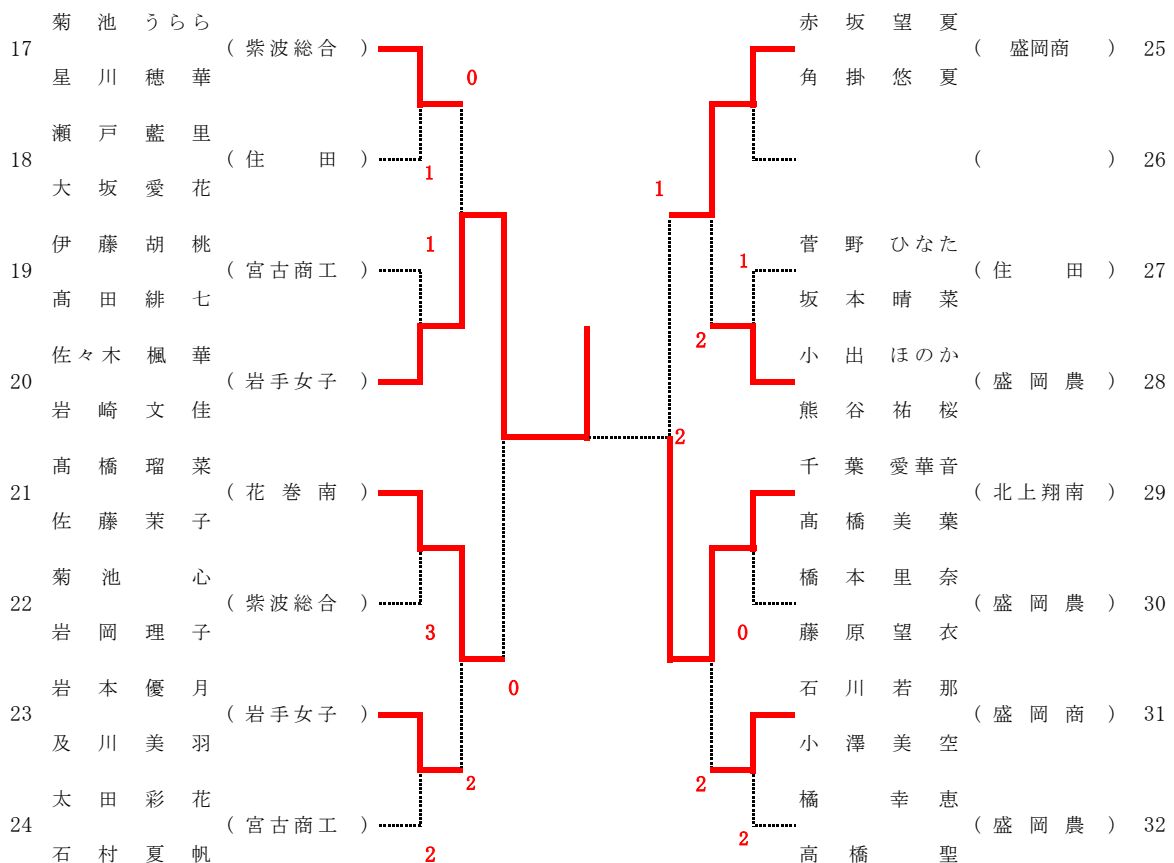 菊池 うらら
17 (紫波総合)
星川穂華
0
瀬戸藍里
18 (住田)
1
大坂愛花
伊藤胡桃
1
19 (宮古商工)
髙田緋七
佐々木楓華
20 (岩手女子)
岩崎文佳
髙橋瑠菜
21 (花巻南)
佐藤茉子
菊池 心
22 (紫波総合)
岩岡理子
3
岩本優月
0
23 (岩手女子)
及川美羽
2
太田彩花
24 (宮古商工)
石村夏帆
2
赤坂望夏
(盛岡商) 25
角掛悠夏
( ) 26
1
菅野ひなた
1
(住田) 27
坂本晴菜
2
小出ほのか
(盛岡農) 28
熊谷祐桜
2
千葉愛華音
(北上翔南) 29
髙橋美葉
橋本里奈
(盛岡農) 30
0
藤原望衣
石川若那
(盛岡商) 31
小澤美空
2
橘 幸恵
(盛岡農) 32
2
高橋 聖